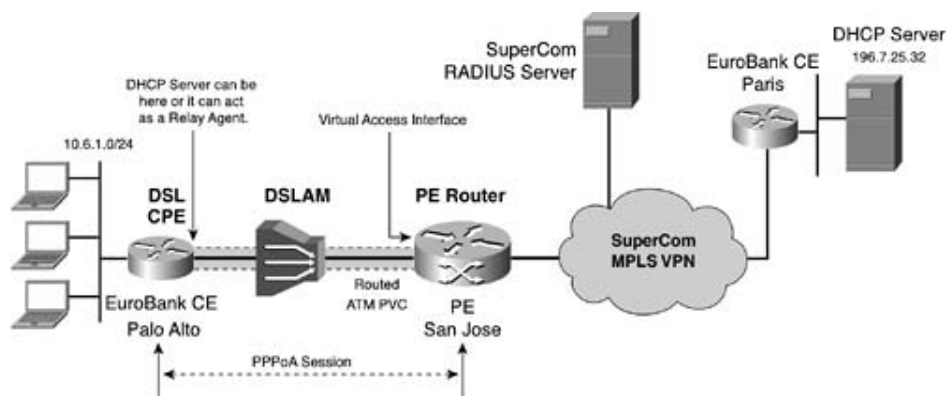 DHCP Server can be
here or it can act
as a Relay Agent.
10.6.1.0/24
DSL
CPE
EuroBank CE
Palo Alto
DSLAM
Virtual Access Interface
PE Router
Routed
ATM PVC
PE
San Jose
PPPoA Session
SuperCom
RADIUS Server
SuperCom
MPLS VPN
EuroBank CE
Paris
DHCP Server
196.7.25.32